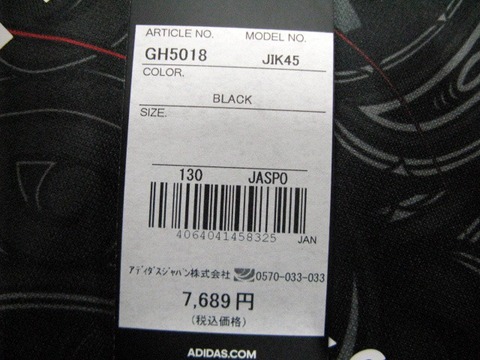 ARTICLE NO. MODEL NO.
GH5018 JIK45
COLOR.
BLACK
SIZE.
130 JASPO
4064041458325 JAN
アディダスジャパン株式会社 0570-033-033
7,689円
(税込価格)
ADIDAS.COM